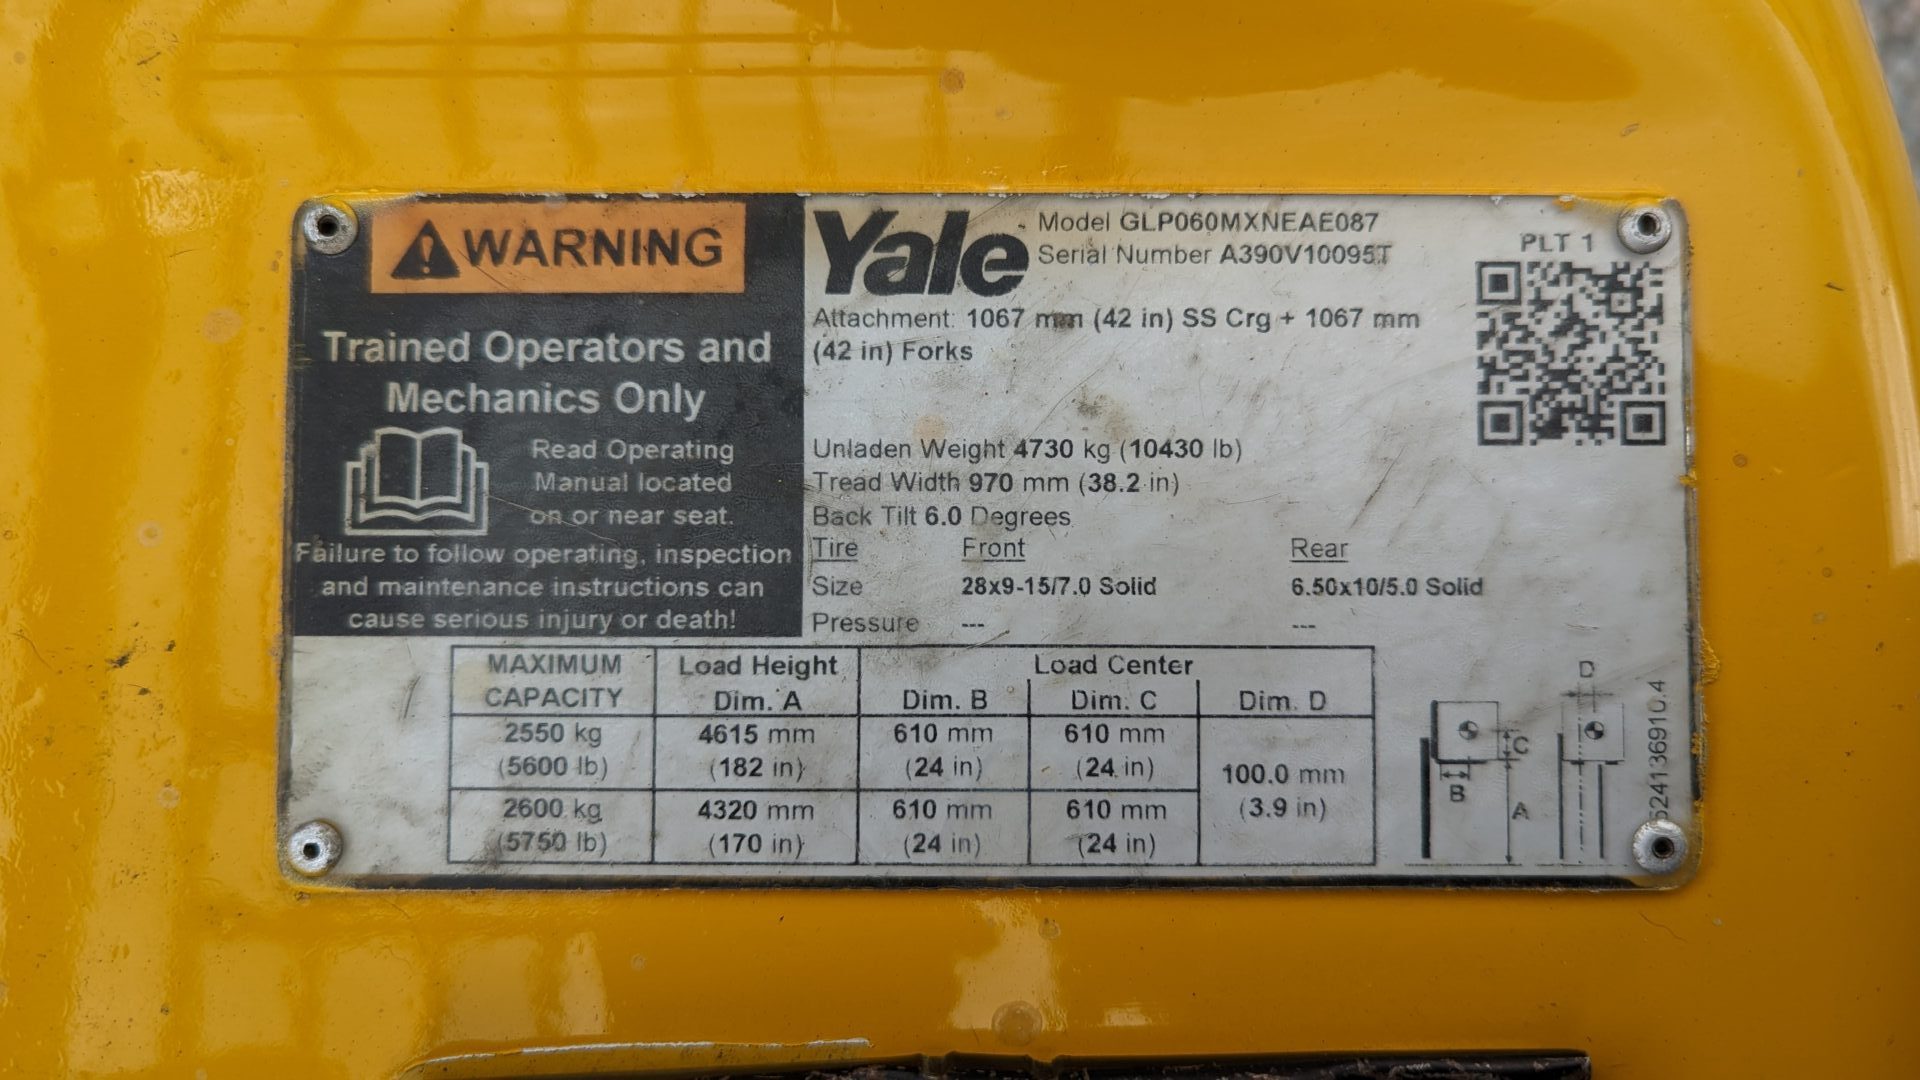 WARNING
Trained Operators and
Mechanics Only
Read Operating
Manual located
on or near seat.
Failure to follow operating, inspection
and maintenance instructions can
cause serious injury or death!
Yale
Model GLP060MXNEAE087
Serial Number A390V10095T
PLT 1
Attachment: 1067 mm (42 in) SS Crg + 1067 mm
(42 in) Forks
Unladen Weight 4730 kg (10430 lb)
Tread Width 970 mm (38.2 in)
Back Tilt 6.0 Degrees
Tire Front Rear
Size 28x9-15/7.0 Solid 6.50x10/5.0 Solid
Pressure --- ---
MAXIMUM Load Height Load Center
CAPACITY Dim. A Dim. B Dim. C Dim. D
2550 kg 4615 mm 610 mm 610 mm
(5600 lb) (182 in) (24 in) (24 in) 100.0 mm
2600 kg 4320 mm 610 mm 610 mm (3.9 in)
(5750 lb) (170 in) (24 in) (24 in)
D
C
B
A
524136910.4